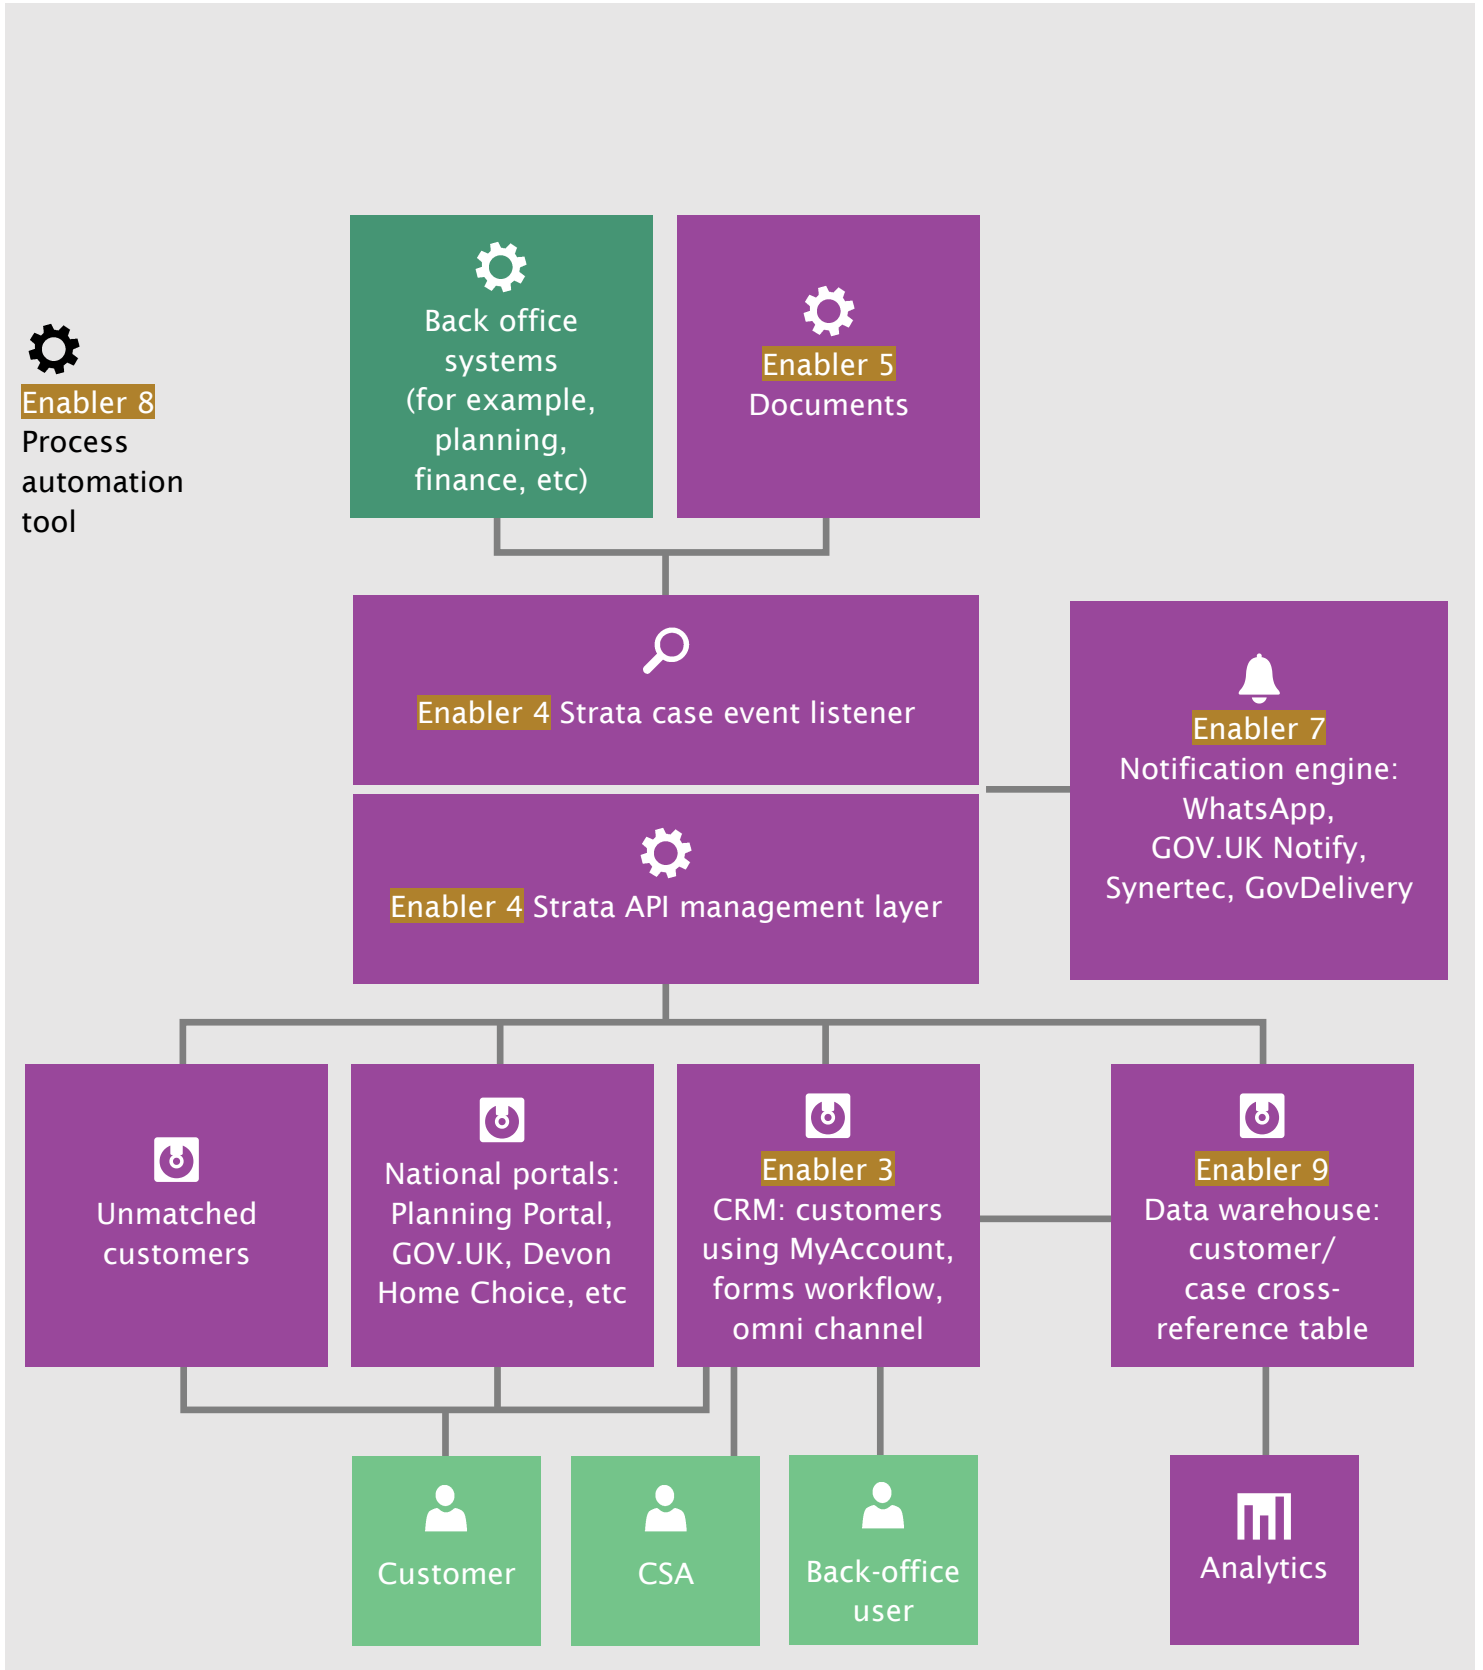 Back office
systems
(for example,
planning,
finance, etc)
Enabler 5
Documents
Enabler 8
Process
automation
tool
Enabler 4 Strata case event listener
Enabler 7
Notification engine:
WhatsApp,
GOV.UK Notify,
Synertec, GovDelivery
Enabler 4 Strata API management layer
Unmatched
customers
National portals:
Planning Portal,
GOV.UK, Devon
Home Choice, etc
Enabler 3
CRM: customers
using MyAccount,
forms workflow,
omni channel
Enabler 9
Data warehouse:
customer/
case cross-
reference table
Customer
CSA
Back-office
user
Analytics